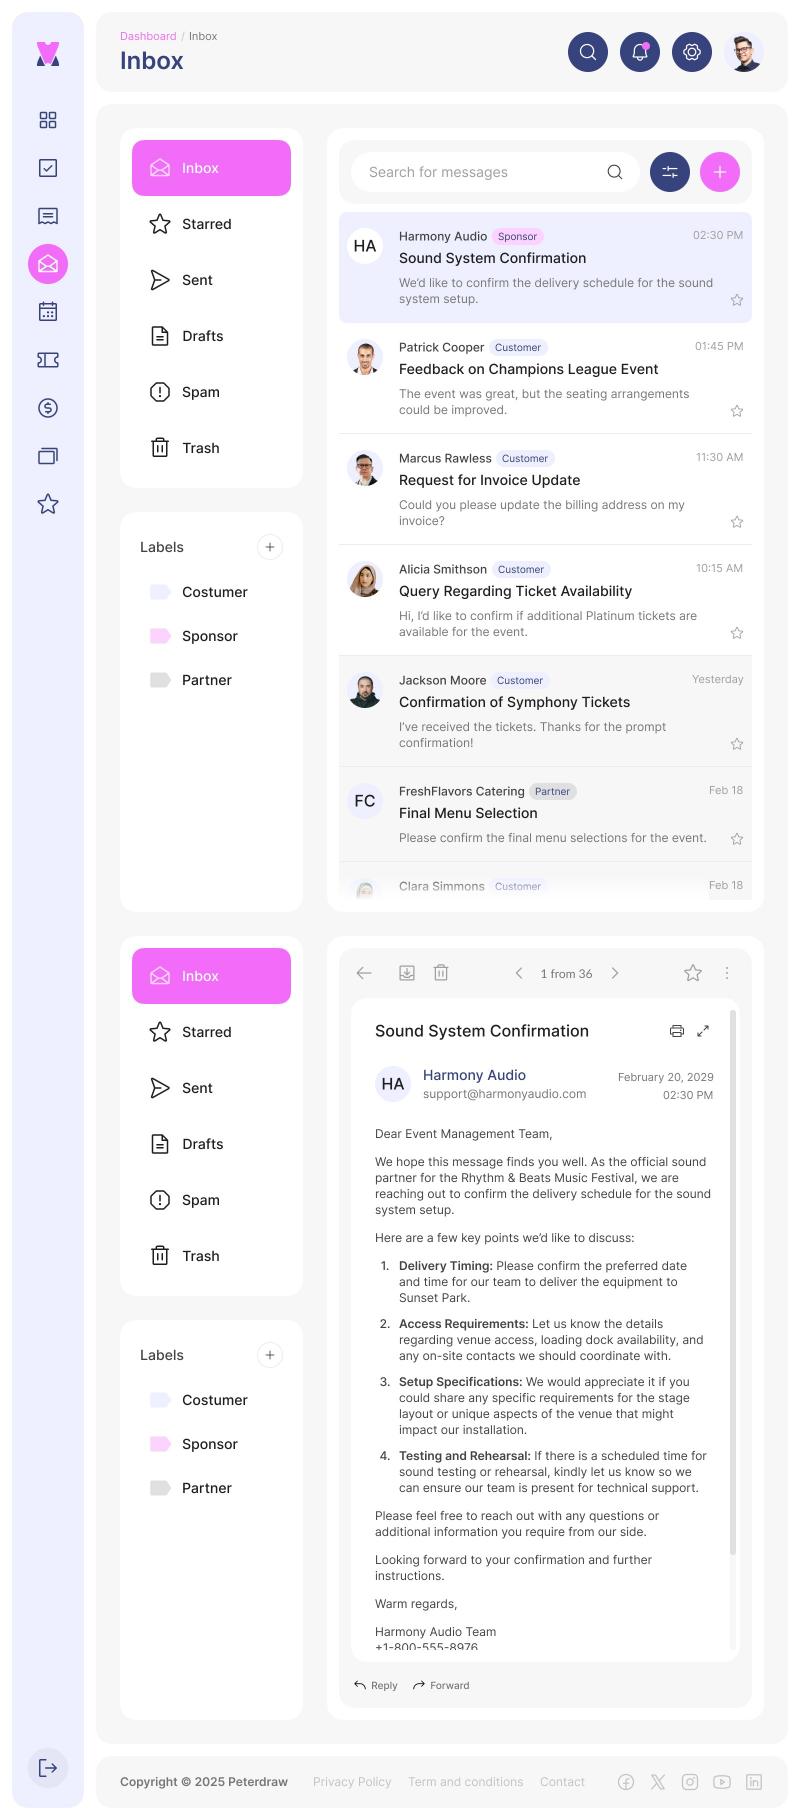 Dashboard / Inbox
Inbox
Inbox
Starred
Sent
Drafts
Spam
Trash
Labels
Costumer
Sponsor
Partner
Search for messages
HA
Harmony Audio Sponsor 02:30 PM
Sound System Confirmation
We'd like to confirm the delivery schedule for the sound
system setup.
Patrick Cooper Customer 01:45 PM
Feedback on Champions League Event
The event was great, but the seating arrangements
could be improved.
Marcus Rawless Customer 11:30 AM
Request for Invoice Update
Could you please update the billing address on my
invoice?
Alicia Smithson Customer 10:15 AM
Query Regarding Ticket Availability
Hi, I'd like to confirm if additional Platinum tickets are
available for the event.
Jackson Moore Customer Yesterday
Confirmation of Symphony Tickets
I've received the tickets. Thanks for the prompt
confirmation!
FC
FreshFlavors Catering Partner Feb 18
Final Menu Selection
Please confirm the final menu selections for the event.
Clara Simmons Customer Feb 18
Inbox
Starred
Sent
Drafts
Spam
Trash
Labels
Costumer
Sponsor
Partner
1 from 36
Sound System Confirmation
HA
Harmony Audio
support@harmonyaudio.com
February 20, 2029
02:30 PM
Dear Event Management Team,
We hope this message finds you well. As the official sound
partner for the Rhythm & Beats Music Festival, we are
reaching out to confirm the delivery schedule for the sound
system setup.
Here are a few key points we'd like to discuss:
1. Delivery Timing: Please confirm the preferred date
and time for our team to deliver the equipment to
Sunset Park.
2. Access Requirements: Let us know the details
regarding venue access, loading dock availability, and
any on-site contacts we should coordinate with.
3. Setup Specifications: We would appreciate it if you
could share any specific requirements for the stage
layout or unique aspects of the venue that might
impact our installation.
4. Testing and Rehearsal: If there is a scheduled time for
sound testing or rehearsal, kindly let us know so we
can ensure our team is present for technical support.
Please feel free to reach out with any questions or
additional information you require from our side.
Looking forward to your confirmation and further
instructions.
Warm regards,
Harmony Audio Team
+1-800-555-8976
Reply Forward
Copyright © 2025 Peterdraw
Privacy Policy Term and conditions Contact